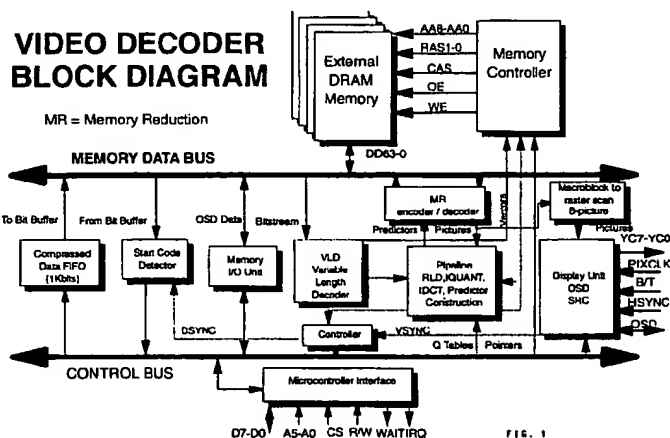 VIDEO DECODER
BLOCK DIAGRAM
MR = Memory Reduction
External
DRAM
Memory
AA8-AA0
RAS1-0
CAS
OE
WE
Memory
Controller
DD63-0
MEMORY DATA BUS
To Bit Buffer
From Bit Buffer
OSD Data
Bitstream
MR
encoder / decoder
Predictors
Pictures
Vectors
Macroblock to
raster scan
B-picture
Pictures
Compressed
Data FIFO
(1Kbits)
Start Code
Detector
Memory
I/O Unit
VLD
Variable
Length
Decoder
Pipeline
RLD,IQUANT,
IDCT, Predictor
Construction
Display Unit
OSD
SRC
YC7-YC0
PIXCLK
B/T
HSYNC
OSD
DSYNC
Controller
VSYNC
Q Tables
Pointers
CONTROL BUS
Microcontroller Interface
D7-D0
A5-A0
CS
R/W
WAIT
IRQ
FIG. 1